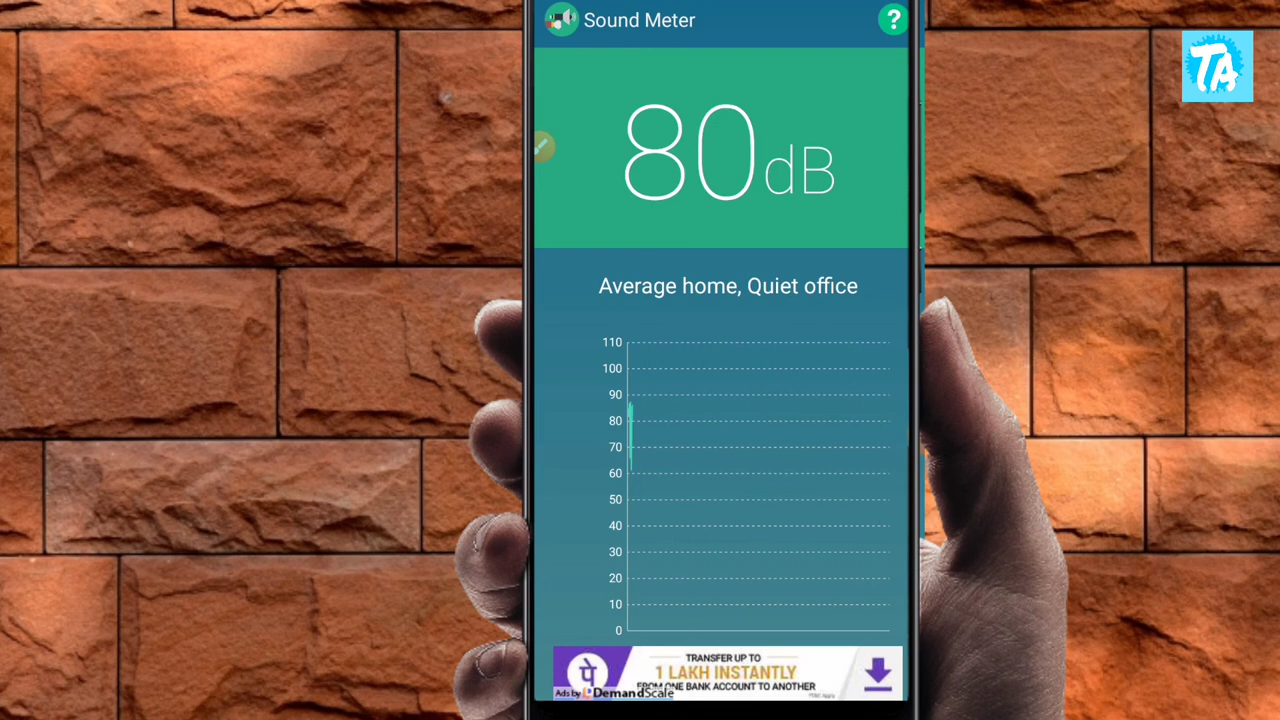 Sound Meter
?
TA
80dB
Average home, Quiet office
110
100
90
80
70
60
50
40
30
20
10
0
पे
TRANSFER UP TO
1 LAKH INSTANTLY
FROM ONE BANK ACCOUNT TO ANOTHER
Ads by DemandScale